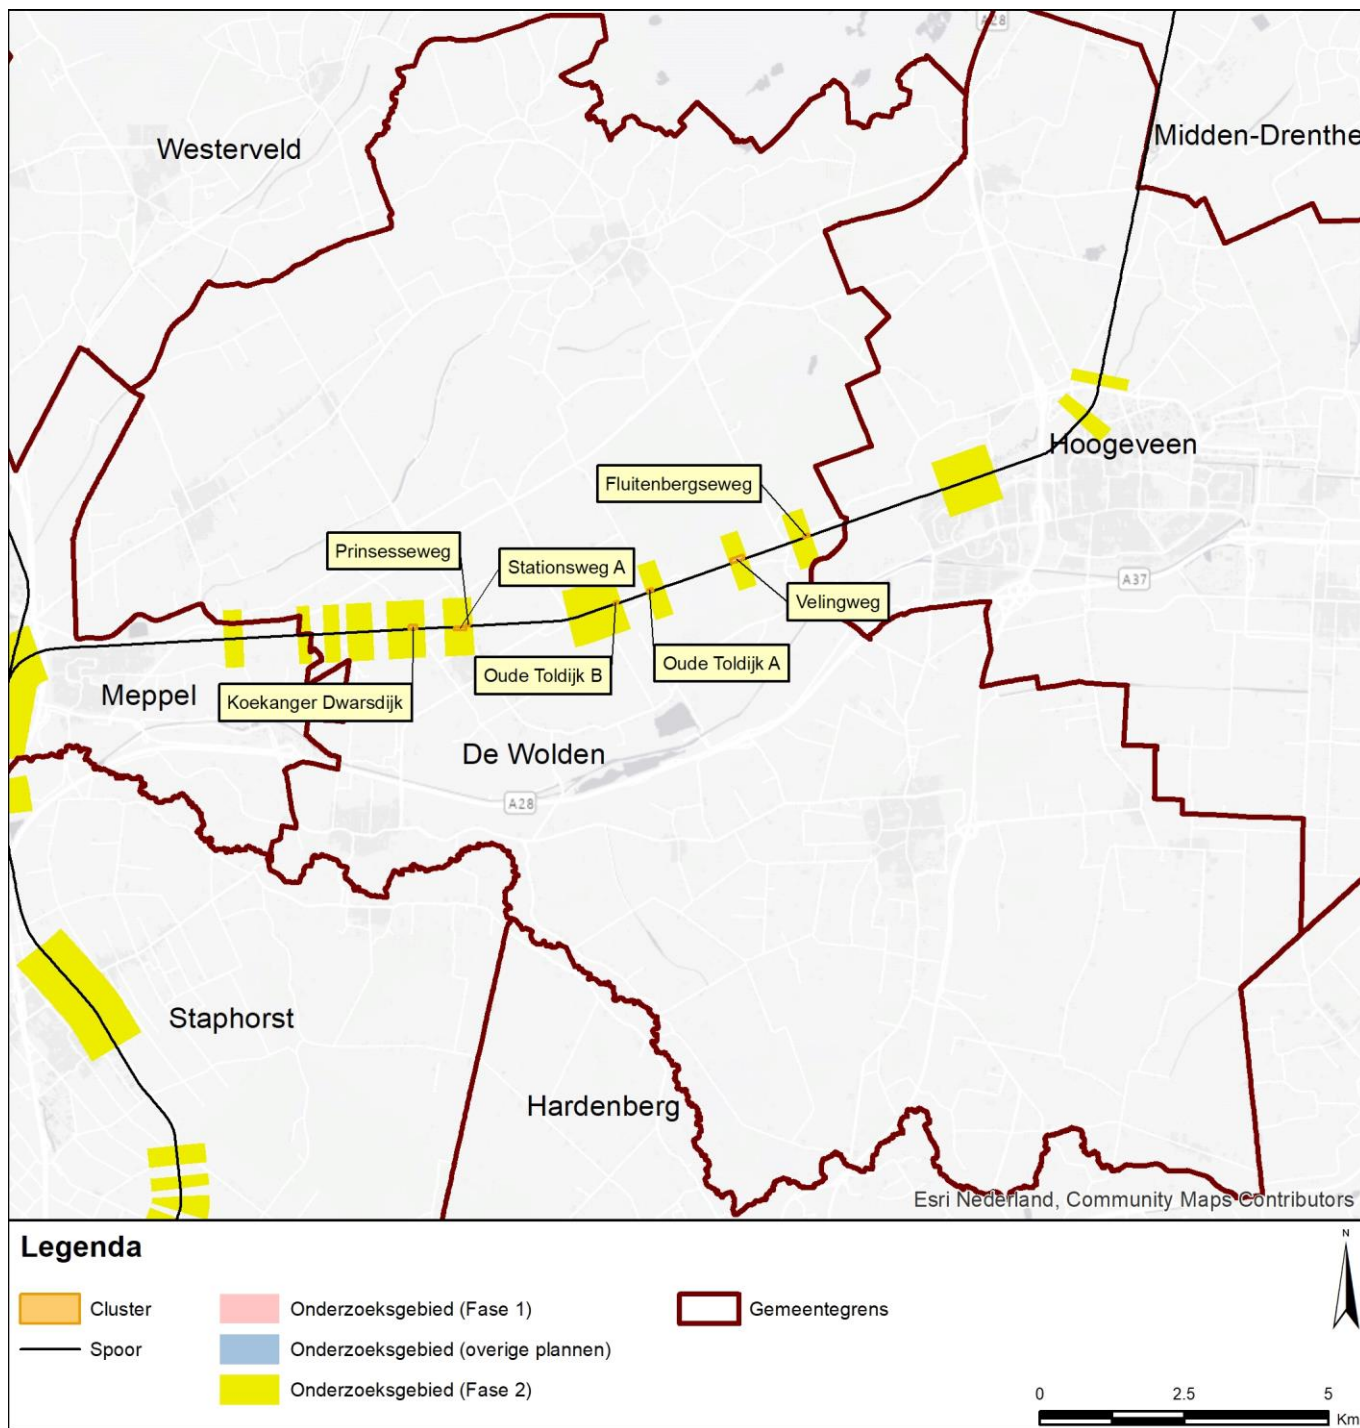 A28
Westerveld
Midden-Drenthe
Hoogeveen
Fluitenbergseweg
Prinsesseweg
Stationsweg A
A37
Velingweg
Oude Toldijk B
Oude Toldijk A
Meppel
Koekanger Dwarsdijk
De Wolden
A28
Staphorst
Hardenberg
Esri Nederland, Community Maps Contributors
Legenda
N
Cluster
Onderzoeksgebied (Fase 1)
Gemeentegrens
Spoor
Onderzoeksgebied (overige plannen)
Onderzoeksgebied (Fase 2)
0 2.5 5
Km